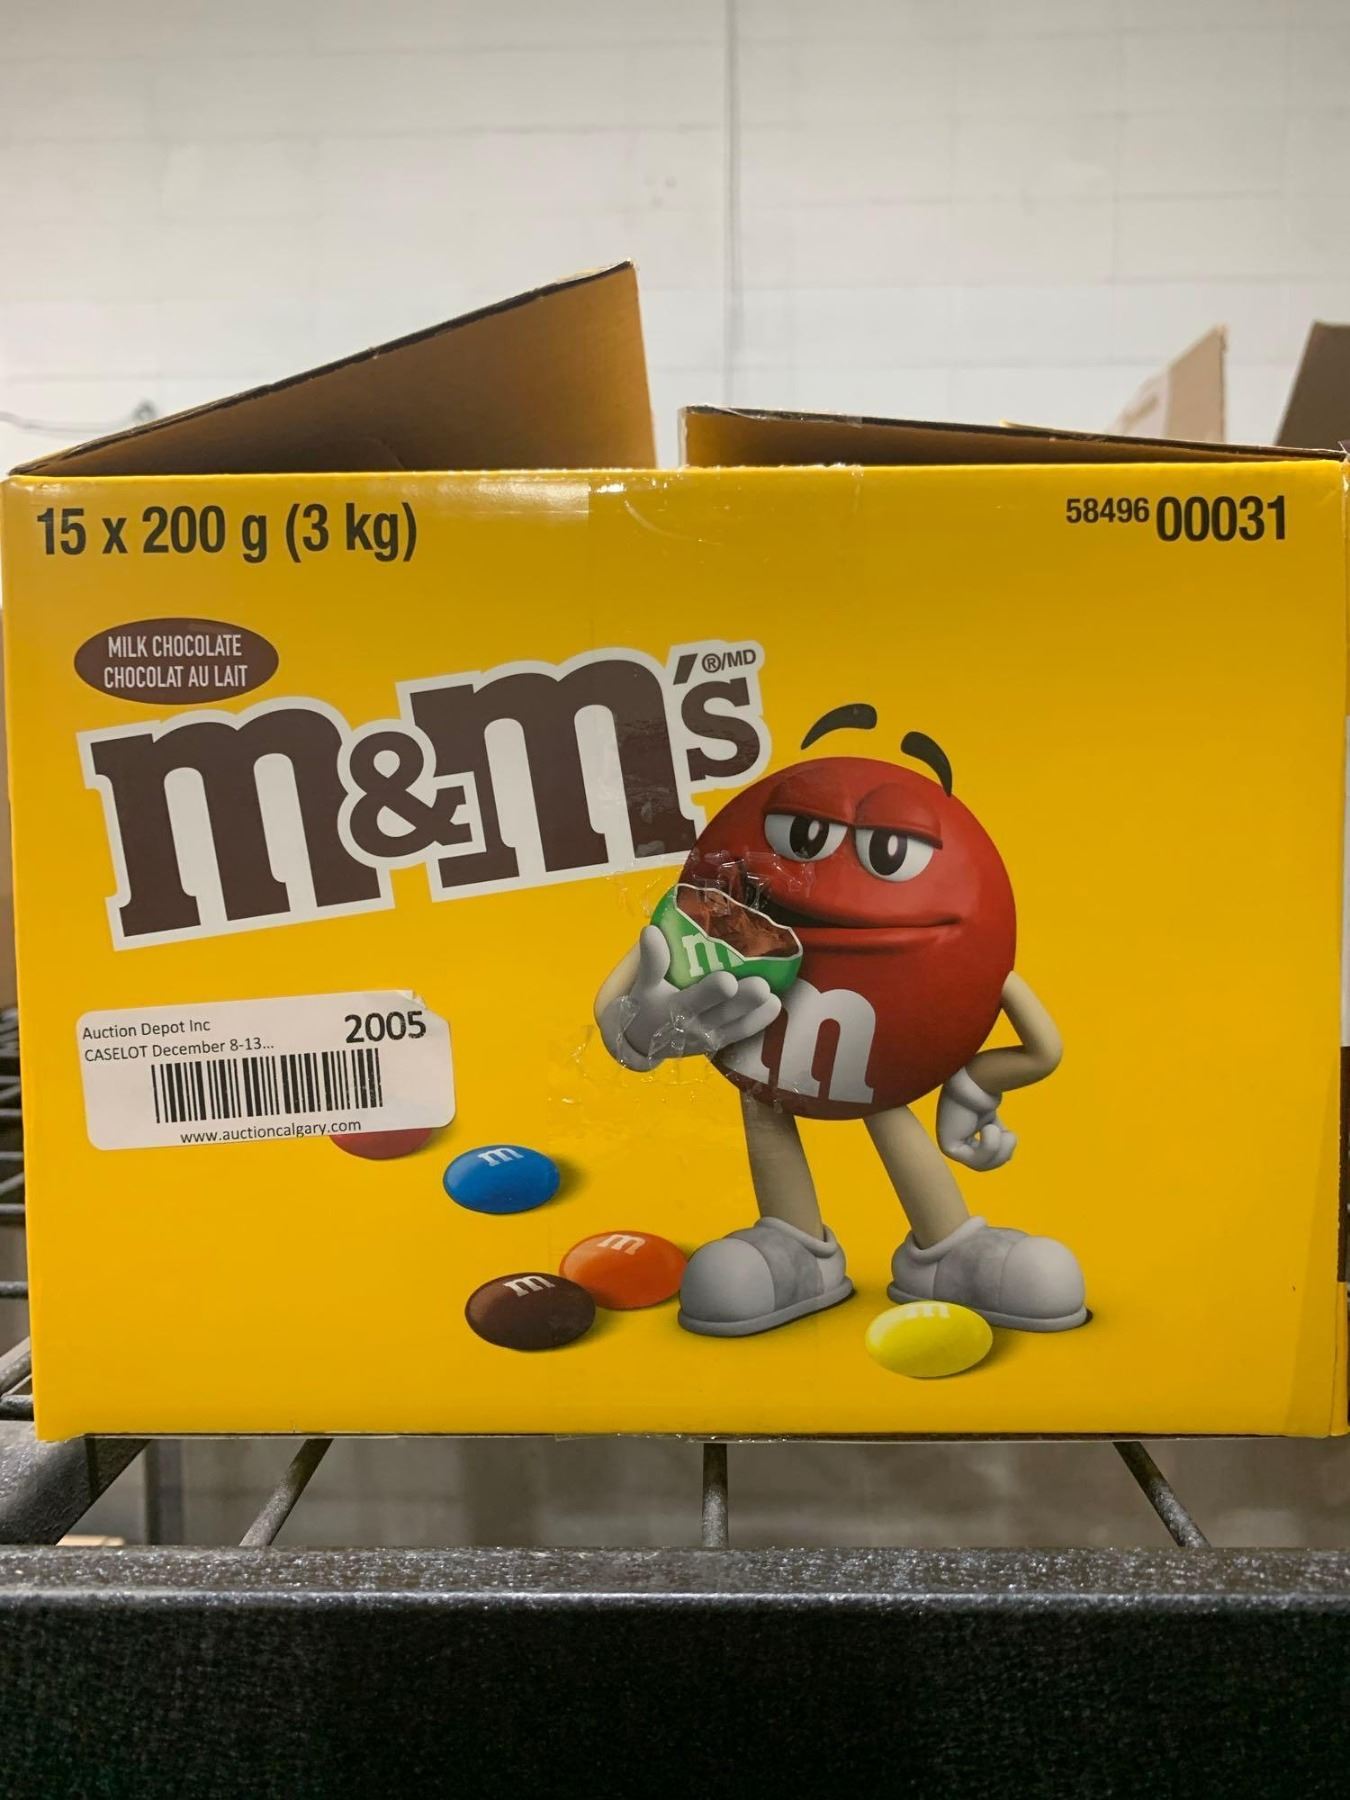 15 x 200 g (3 kg)
58496 00031
MILK CHOCOLATE
CHOCOLAT AU LAIT
m&m's ®/MD
m
m
Auction Depot Inc
2005
CASELOT December 8-13...
www.auctioncalgary.com
m
m
m
m